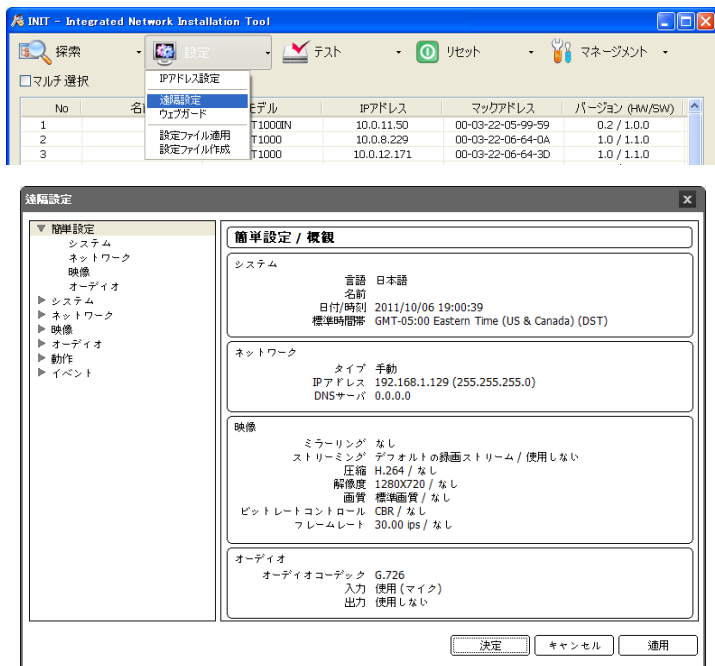 INIT - Integrated Network Installation Tool
探索 設定 テスト リセット マネージメント
マルチ選択
IPアドレス設定
遠隔設定
ウェブガード
設定ファイル適用
設定ファイル作成
No 名 モデル IPアドレス マックアドレス バージョン (HW/SW)
1 T1000IN 10.0.11.50 00-03-22-05-99-59 0.2 / 1.0.0
2 T1000 10.0.8.229 00-03-22-06-64-0A 1.0 / 1.1.0
3 T1000 10.0.12.171 00-03-22-06-64-3D 1.0 / 1.1.0
遠隔設定
簡単設定
システム
ネットワーク
映像
オーディオ
システム
ネットワーク
映像
オーディオ
動作
イベント
簡単設定 / 概観
システム
言語 日本語
名前
日付/時刻 2011/10/06 19:00:39
標準時間帯 GMT-05:00 Eastern Time (US & Canada) (DST)
ネットワーク
タイプ 手動
IPアドレス 192.168.1.129 (255.255.255.0)
DNSサーバ 0.0.0.0
映像
ミラーリング なし
ストリーミング デフォルトの録画ストリーム / 使用しない
圧縮 H.264 / なし
解像度 1280X720 / なし
画質 標準画質 / なし
ビットレートコントロール CBR / なし
フレームレート 30.00 ips / なし
オーディオ
オーディオコーデック G.726
入力 使用 (マイク)
出力 使用しない
決定 キャンセル 適用